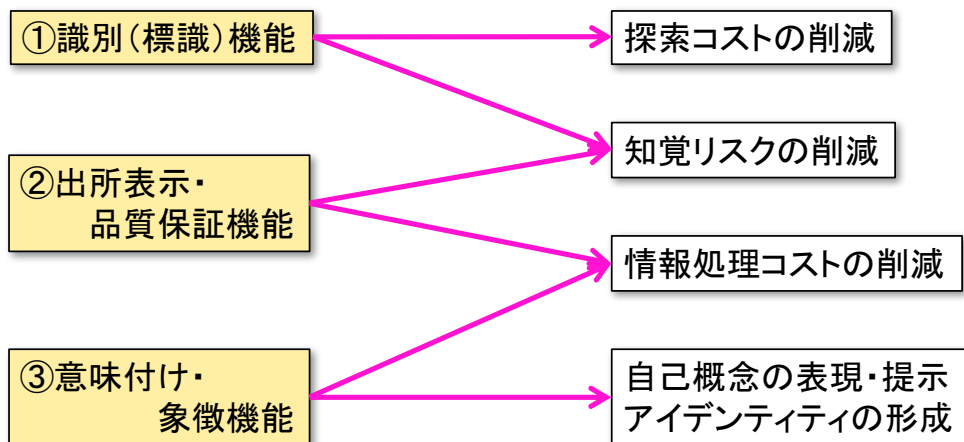 ①識別(標識)機能
探索コストの削減
知覚リスクの削減
②出所表示・
品質保証機能
情報処理コストの削減
③意味付け・
象徴機能
自己概念の表現・提示
アイデンティティの形成